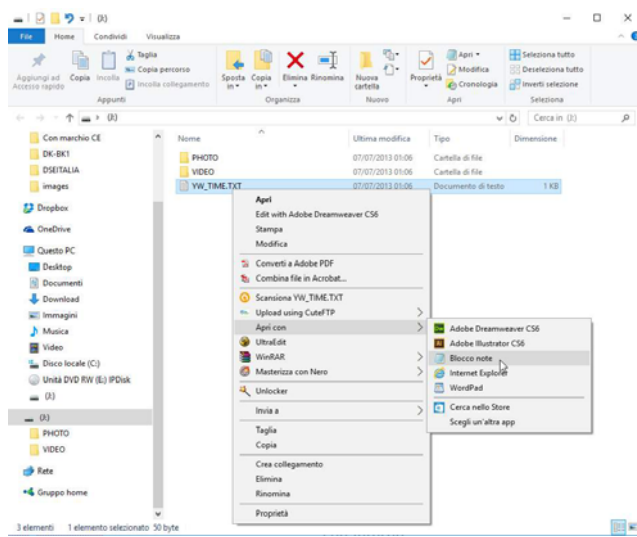 (I:)
File Home Condividi Visualizza
Aggiungi ad Accesso rapido
Copia
Incolla
Taglia
Copia percorso
Incolla collegamento
Sposta in
Copia in
Elimina
Rinomina
Nuova cartella
Proprietà
Apri
Modifica
Cronologia
Seleziona tutto
Deseleziona tutto
Inverti selezione
Appunti Organizza Nuovo Apri Seleziona
(I:)
Cerca in (I:)
Con marchio CE
DK-BK1
DSEITALIA
images
Dropbox
OneDrive
Questo PC
Desktop
Documenti
Download
Immagini
Musica
Video
Disco locale (C:)
Unità DVD RW (E:) IPDisk
(I:)
(I:)
PHOTO
VIDEO
Rete
Gruppo home
Nome Ultima modifica Tipo Dimensione
PHOTO 07/07/2013 01:06 Cartella di file
VIDEO 07/07/2013 01:06 Cartella di file
YW_TIME.TXT 07/07/2013 01:06 Documento di testo 1 KB
Apri
Edit with Adobe Dreamweaver CS6
Stampa
Modifica
Converti a Adobe PDF
Combina file in Acrobat...
Scansiona YW_TIME.TXT
Upload using CuteFTP
Apri con
UltraEdit
WinRAR
Masterizza con Nero
Unlocker
Invia a
Taglia
Copia
Crea collegamento
Elimina
Rinomina
Proprietà
Adobe Dreamweaver CS6
Adobe Illustrator CS6
Blocco note
Internet Explorer
WordPad
Cerca nello Store
Scegli un'altra app
3 elementi 1 elemento selezionato 50 byte